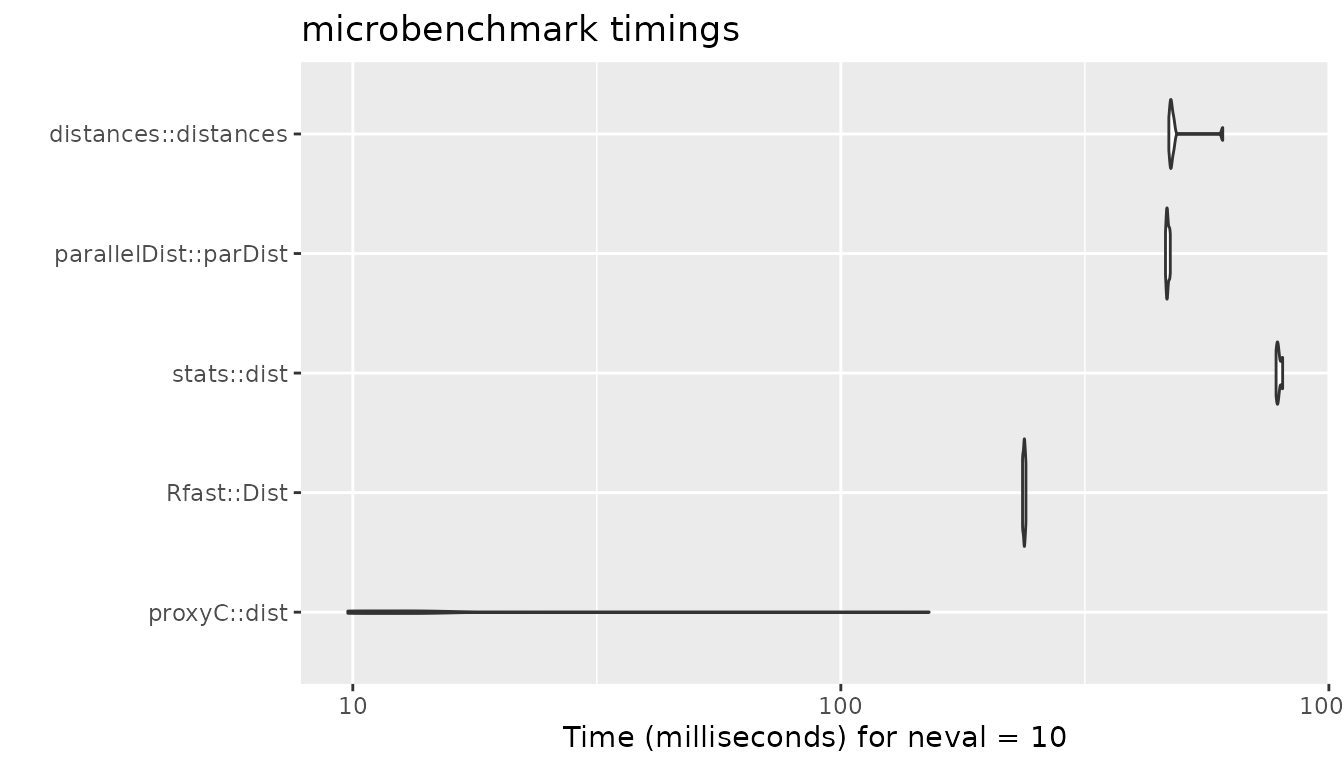 microbenchmark timings
distances::distances
parallelDist::parDist
stats::dist
Rfast::Dist
proxyC::dist
10 100 100
Time (milliseconds) for neval = 10